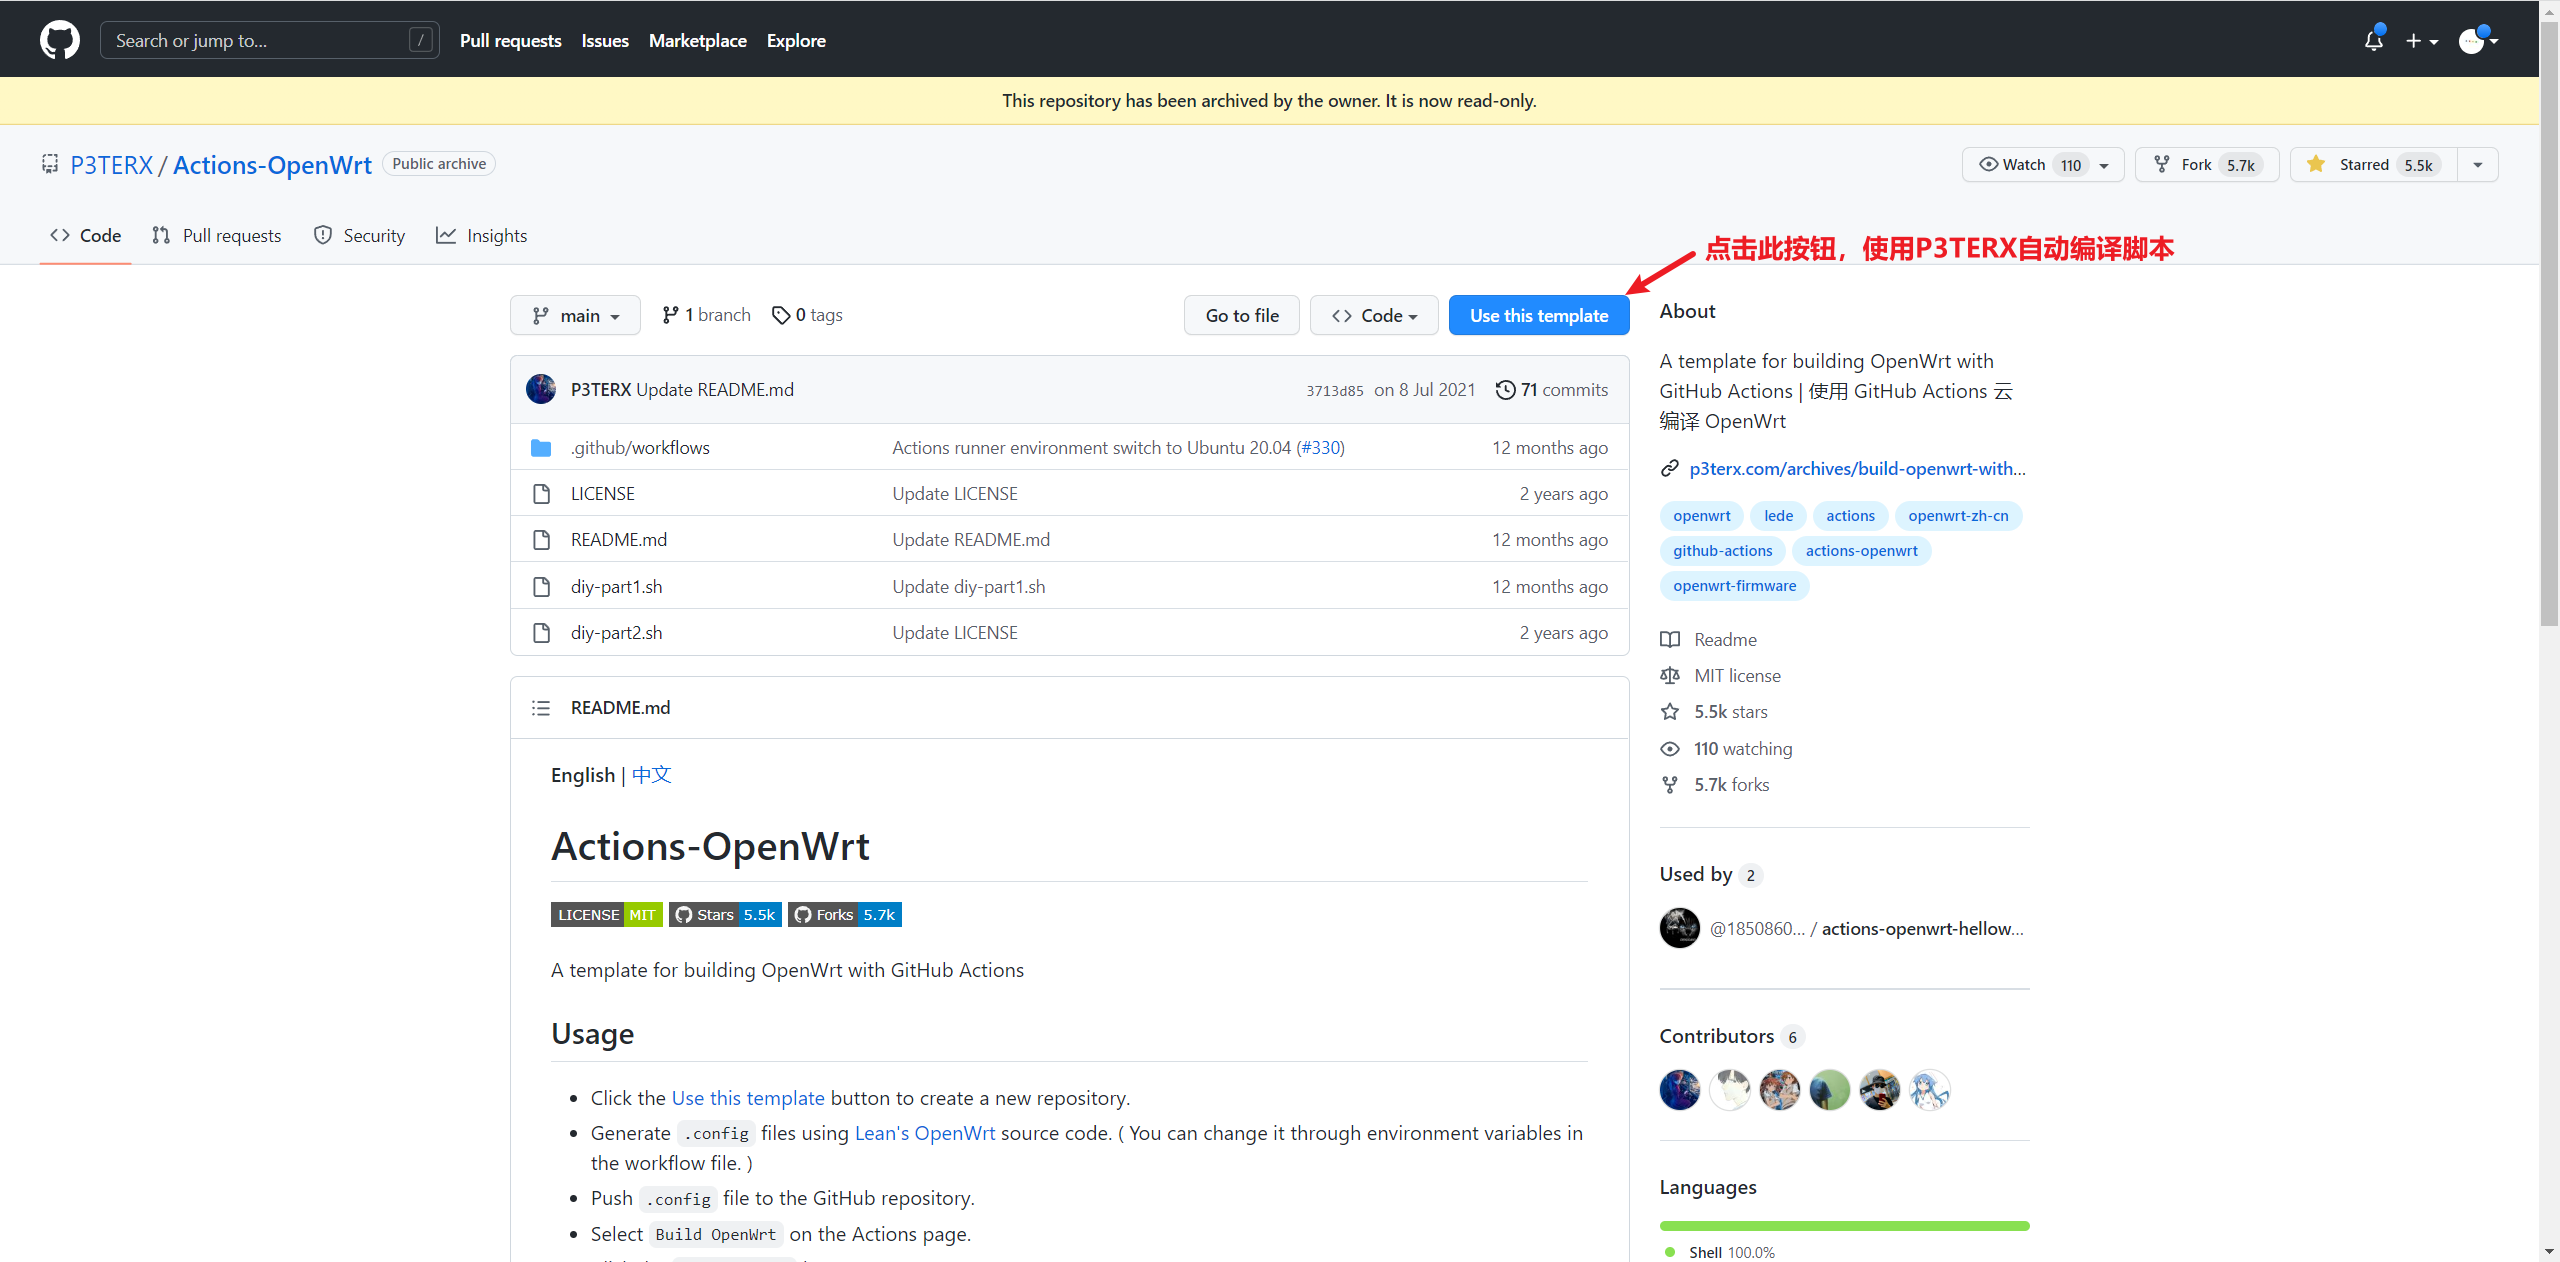 Search or jump to... / Pull requests Issues Marketplace Explore
This repository has been archived by the owner. It is now read-only.
P3TERX / Actions-OpenWrt Public archive
Watch 110 Fork 5.7k Starred 5.5k
Code Pull requests Security Insights
点击此按钮，使用P3TERX自动编译脚本
main 1 branch 0 tags Go to file Code Use this template
P3TERX Update README.md 3713d85 on 8 Jul 2021 71 commits
.github/workflows Actions runner environment switch to Ubuntu 20.04 (#330) 12 months ago
LICENSE Update LICENSE 2 years ago
README.md Update README.md 12 months ago
diy-part1.sh Update diy-part1.sh 12 months ago
diy-part2.sh Update LICENSE 2 years ago
README.md
English | 中文
Actions-OpenWrt
LICENSE MIT Stars 5.5k Forks 5.7k
A template for building OpenWrt with GitHub Actions
Usage
Click the Use this template button to create a new repository.
Generate .config files using Lean's OpenWrt source code. ( You can change it through environment variables in
the workflow file. )
Push .config file to the GitHub repository.
Select Build OpenWrt on the Actions page.
About
A template for building OpenWrt with
GitHub Actions | 使用 GitHub Actions 云
编译 OpenWrt
p3terx.com/archives/build-openwrt-with...
openwrt lede actions openwrt-zh-cn
github-actions actions-openwrt
openwrt-firmware
Readme
MIT license
5.5k stars
110 watching
5.7k forks
Used by 2
@1850860... / actions-openwrt-hellow...
Contributors 6
Languages
Shell 100.0%